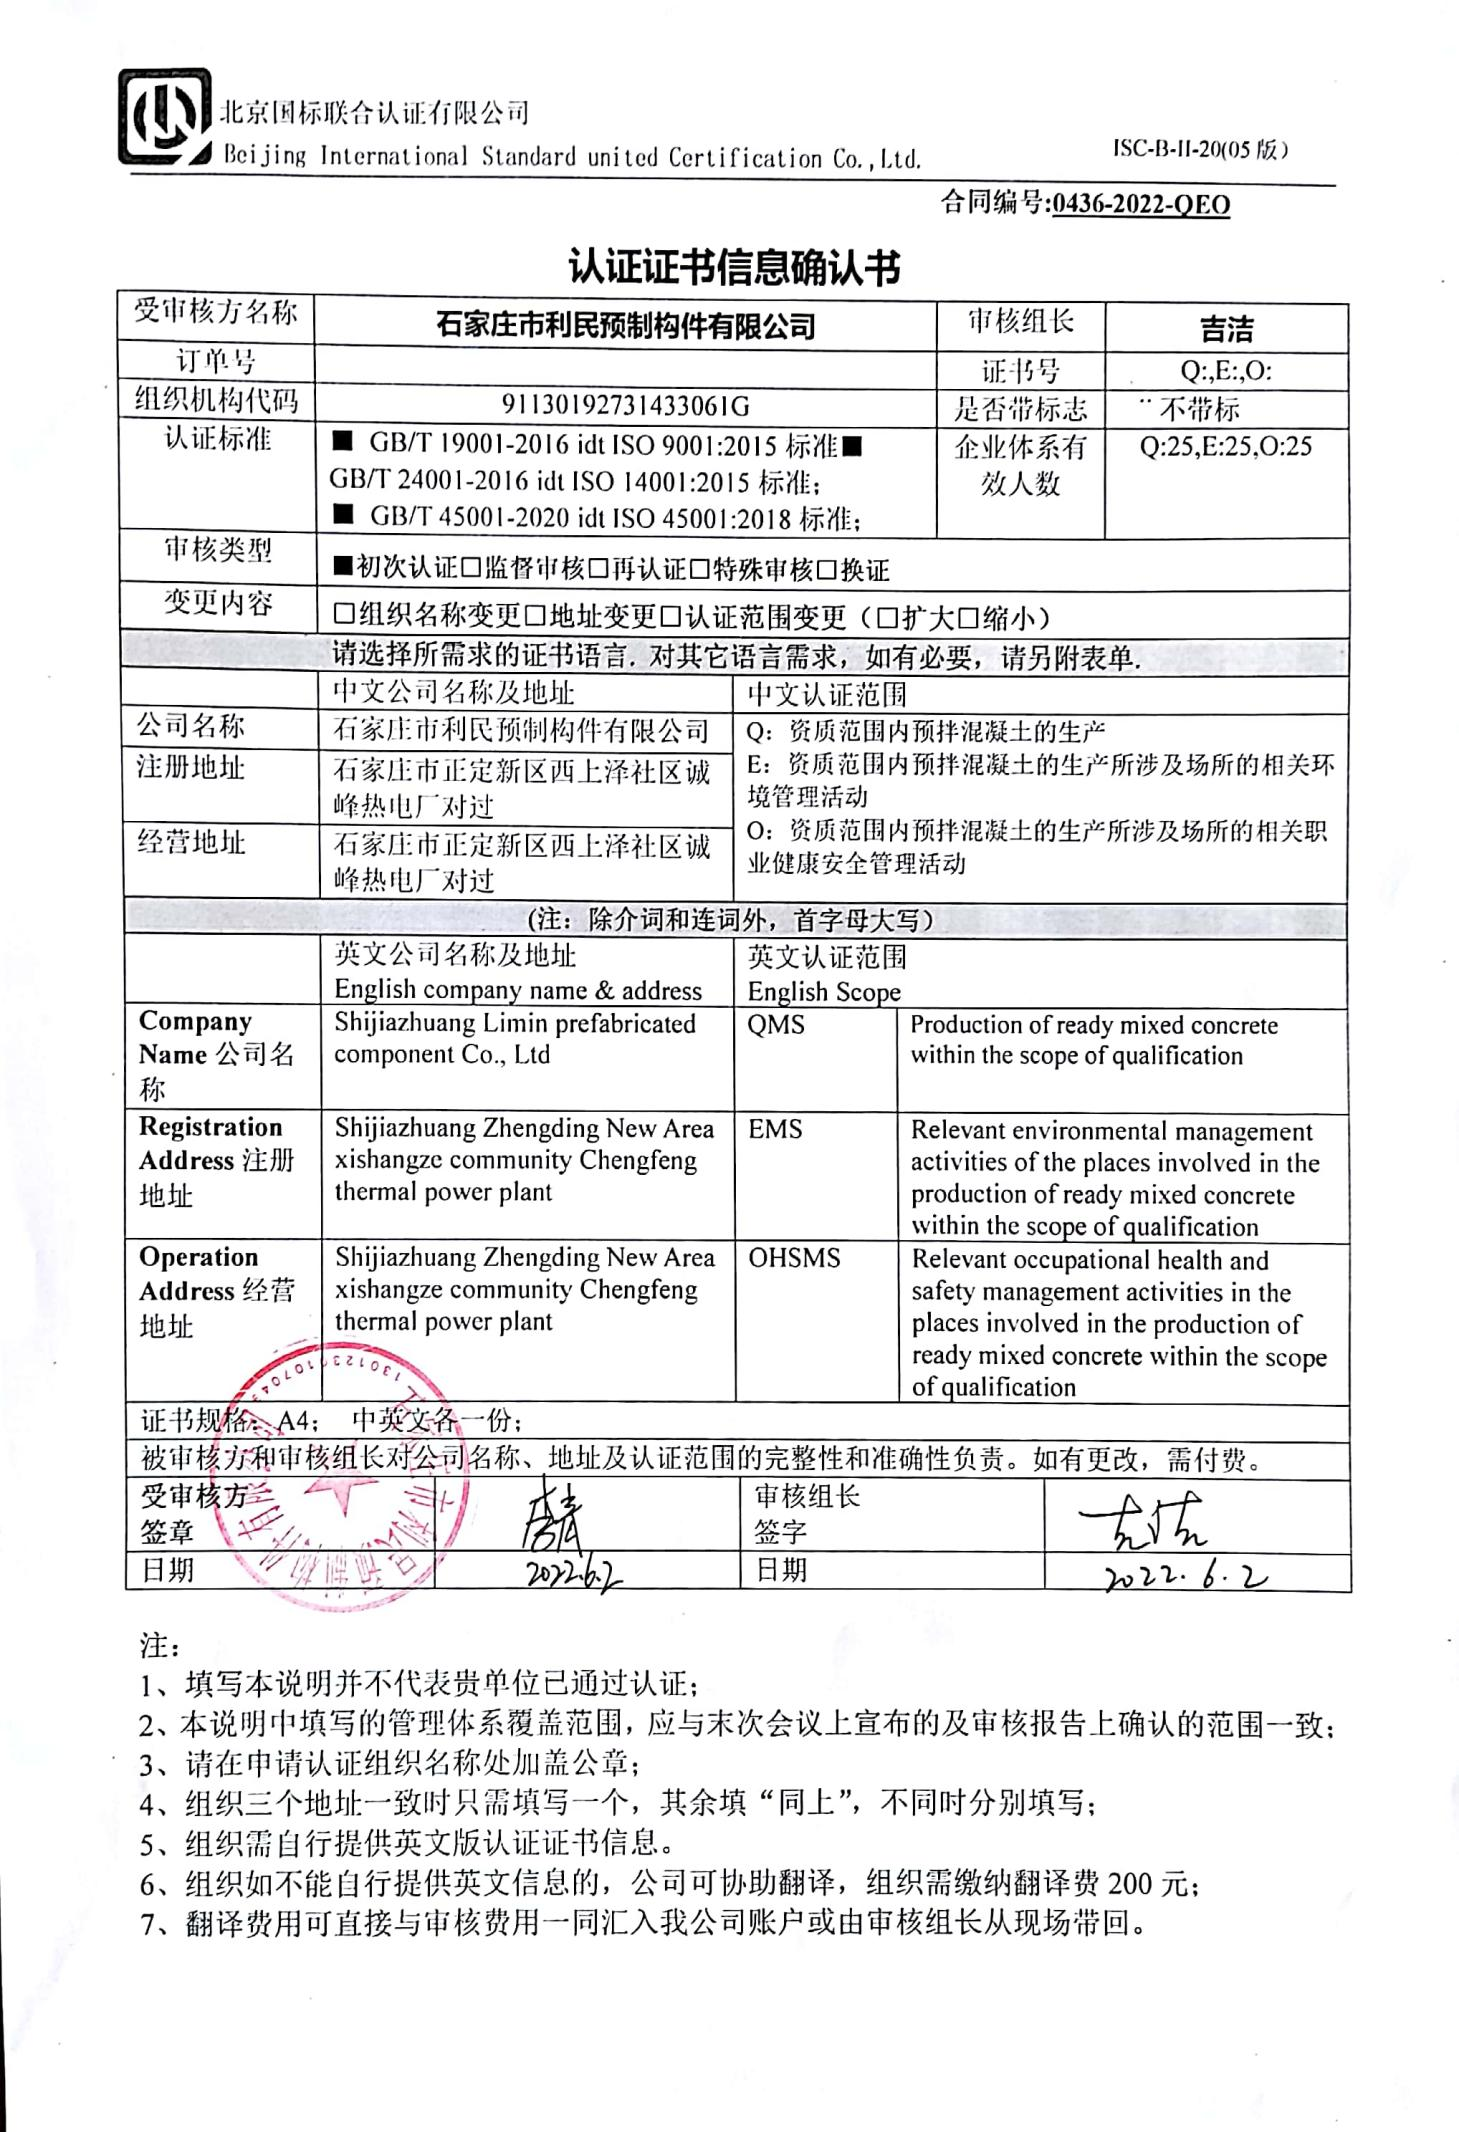 北京国标联合认证有限公司
Beijing International Standard united Certification Co.,Ltd.
ISC-B-II-20(05版)
合同编号:0436-2022-QEO
认证证书信息确认书
受审核方名称 石家庄市利民预制构件有限公司 审核组长 吉洁
订单号 证书号 Q:,E:,O:
组织机构代码 91130192731433061G 是否带标志 ¨ 不带标
认证标准 ■ GB/T 19001-2016 idt ISO 9001:2015 标准■ 企业体系有 Q:25,E:25,O:25
GB/T 24001-2016 idt ISO 14001:2015 标准； 效人数
■ GB/T 45001-2020 idt ISO 45001:2018 标准；
审核类型 ■初次认证□监督审核□再认证□特殊审核□换证
变更内容 □组织名称变更□地址变更□认证范围变更（□扩大□缩小）
请选择所需求的证书语言. 对其它语言需求，如有必要，请另附表单.
中文公司名称及地址 中文认证范围
公司名称 石家庄市利民预制构件有限公司
注册地址 石家庄市正定新区西上泽社区诚
峰热电厂对过
经营地址 石家庄市正定新区西上泽社区诚
峰热电厂对过
Q：资质范围内预拌混凝土的生产
E：资质范围内预拌混凝土的生产所涉及场所的相关环
境管理活动
O：资质范围内预拌混凝土的生产所涉及场所的相关职
业健康安全管理活动
(注：除介词和连词外，首字母大写）
英文公司名称及地址 英文认证范围
English company name & address English Scope
Company Shijiazhuang Limin prefabricated QMS Production of ready mixed concrete
Name 公司名 component Co., Ltd within the scope of qualification
称
Registration Shijiazhuang Zhengding New Area EMS Relevant environmental management
Address 注册 xishangze community Chengfeng activities of the places involved in the
地址 thermal power plant production of ready mixed concrete
within the scope of qualification
Operation Shijiazhuang Zhengding New Area OHSMS Relevant occupational health and
Address 经营 xishangze community Chengfeng safety management activities in the
地址 thermal power plant places involved in the production of
ready mixed concrete within the scope
of qualification
证书规格：A4； 中英文各一份；
被审核方和审核组长对公司名称、地址及认证范围的完整性和准确性负责。如有更改，需付费。
受审核方 审核组长
签章 签字 吉洁
日期 2022.6.2 日期 2022.6.2
石家庄市利民预制构件有限公司
注：
1、填写本说明并不代表贵单位已通过认证；
2、本说明中填写的管理体系覆盖范围，应与末次会议上宣布的及审核报告上确认的范围一致；
3、请在申请认证组织名称处加盖公章；
4、组织三个地址一致时只需填写一个，其余填“同上”，不同时分别填写；
5、组织需自行提供英文版认证证书信息。
6、组织如不能自行提供英文信息的，公司可协助翻译，组织需缴纳翻译费 200 元；
7、翻译费用可直接与审核费用一同汇入我公司账户或由审核组长从现场带回。